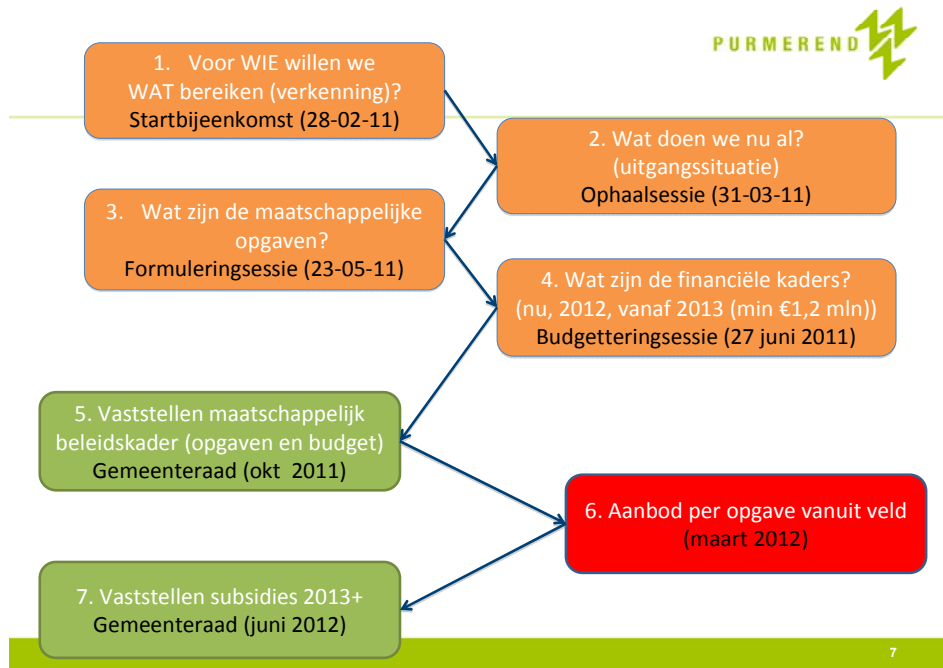 PURMEREND
1. Voor WIE willen we
WAT bereiken (verkenning)?
Startbijeenkomst (28-02-11)
2. Wat doen we nu al?
(uitgangssituatie)
Ophaalsessie (31-03-11)
3. Wat zijn de maatschappelijke
opgaven?
Formuleringsessie (23-05-11)
4. Wat zijn de financiële kaders?
(nu, 2012, vanaf 2013 (min €1,2 mln))
Budgetteringsessie (27 juni 2011)
5. Vaststellen maatschappelijk
beleidskader (opgaven en budget)
Gemeenteraad (okt 2011)
6. Aanbod per opgave vanuit veld
(maart 2012)
7. Vaststellen subsidies 2013+
Gemeenteraad (juni 2012)
7